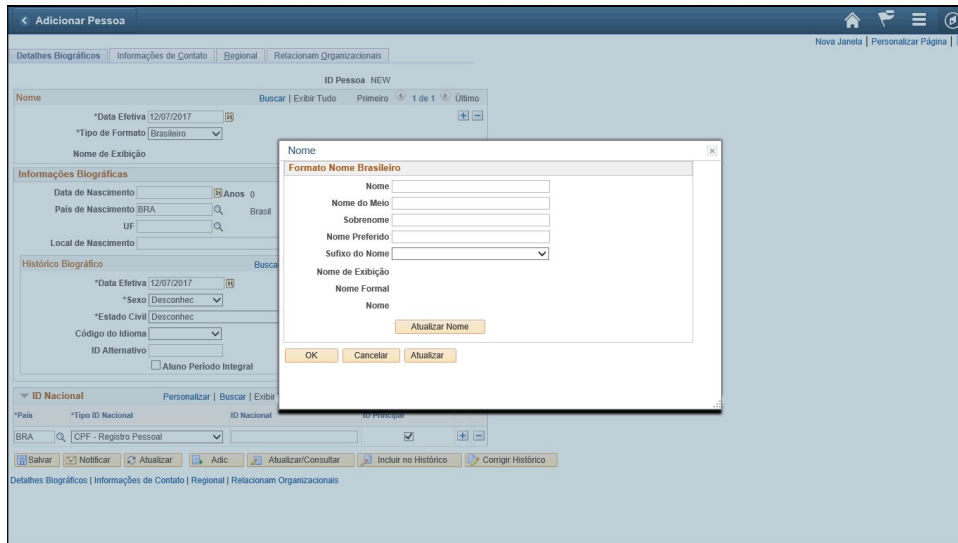 Adicionar Pessoa
Nova Janela | Personalizar Página |
Detalhes Biográficos Informações de Contato Regional Relacionam Organizacionais
ID Pessoa NEW
Nome Buscar | Exibir Tudo Primeiro 1 de 1 Último
*Data Efetiva 12/07/2017
*Tipo de Formato Brasileiro
Nome de Exibição
Informações Biográficas
Data de Nascimento Anos 0
País de Nascimento BRA Brasil
UF
Local de Nascimento
Histórico Biográfico Busca
*Data Efetiva 12/07/2017
*Sexo Desconhec
*Estado Civil Desconhec
Código do Idioma
ID Alternativo
Aluno Período Integral
Nome
Formato Nome Brasileiro
Nome
Nome do Meio
Sobrenome
Nome Preferido
Sufixo do Nome
Nome de Exibição
Nome Formal
Nome
Atualizar Nome
OK Cancelar Atualizar
ID Nacional Personalizar | Buscar | Exibir
*País *Tipo ID Nacional ID Nacional ID Principal
BRA CPF - Registro Pessoal
Salvar Notificar Atualizar Adic Atualizar/Consultar Incluir no Histórico Corrigir Histórico
Detalhes Biográficos | Informações de Contato | Regional | Relacionam Organizacionais